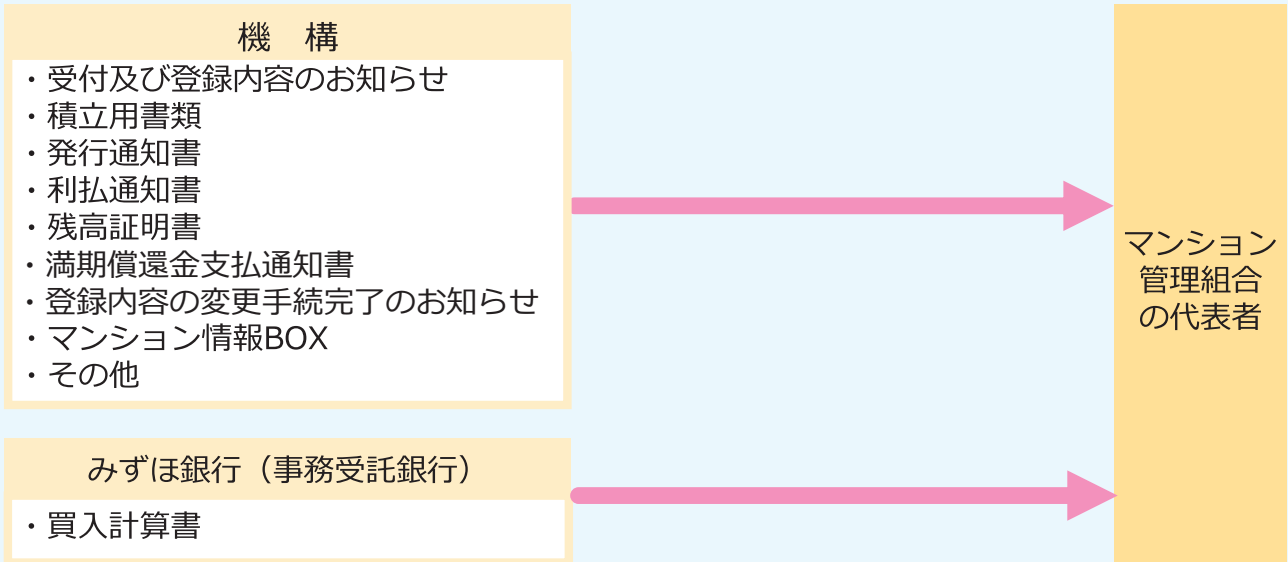 機　構
・受付及び登録内容のお知らせ
・積立用書類
・発行通知書
・利払通知書
・残高証明書
・満期償還金支払通知書
・登録内容の変更手続完了のお知らせ
・マンション情報BOX
・その他
みずほ銀行（事務受託銀行）
・買入計算書
マンション
管理組合
の代表者